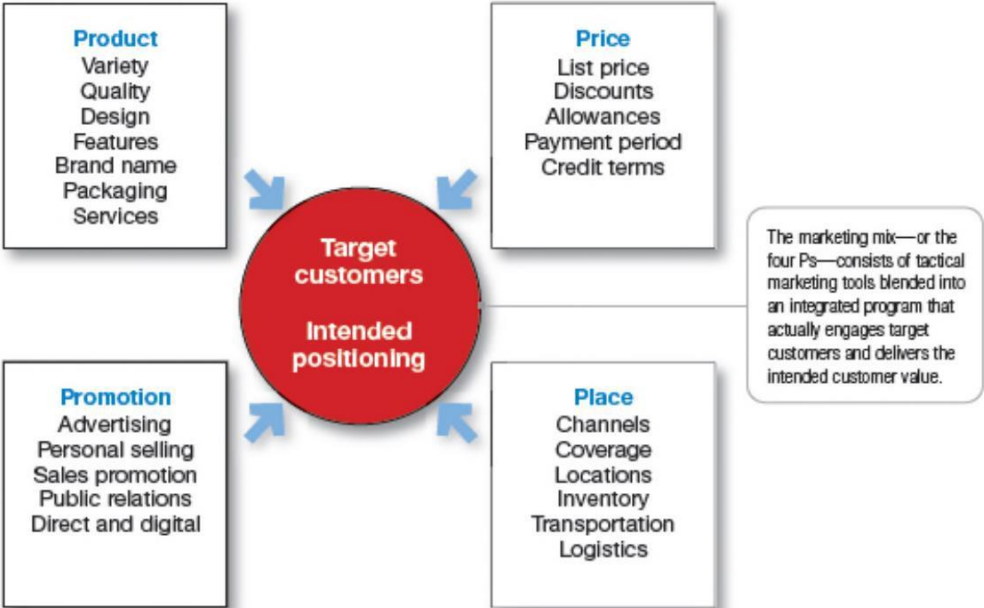 Product
Variety
Quality
Design
Features
Brand name
Packaging
Services
Price
List price
Discounts
Allowances
Payment period
Credit terms
Target
customers
Intended
positioning
The marketing mix—or the
four Ps—consists of tactical
marketing tools blended into
an integrated program that
actually engages target
customers and delivers the
intended customer value.
Promotion
Advertising
Personal selling
Sales promotion
Public relations
Direct and digital
Place
Channels
Coverage
Locations
Inventory
Transportation
Logistics